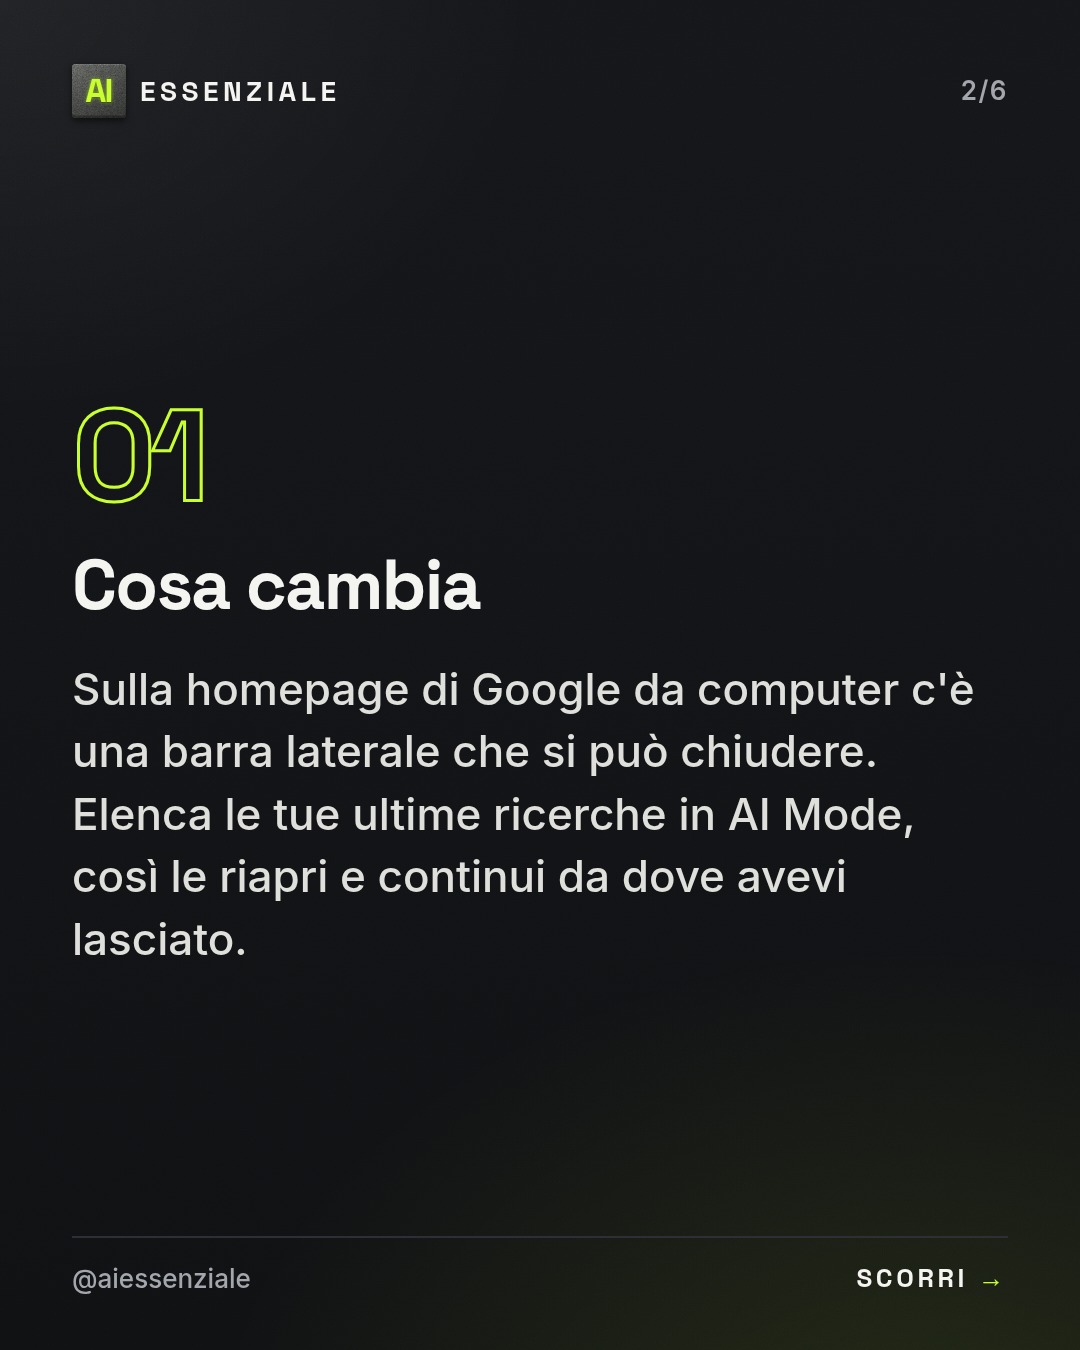 AI ESSENZIALE
2/6
01
Cosa cambia
Sulla homepage di Google da computer c'è
una barra laterale che si può chiudere.
Elenca le tue ultime ricerche in AI Mode,
così le riapri e continui da dove avevi
lasciato.
@aiessenziale
SCORRI →